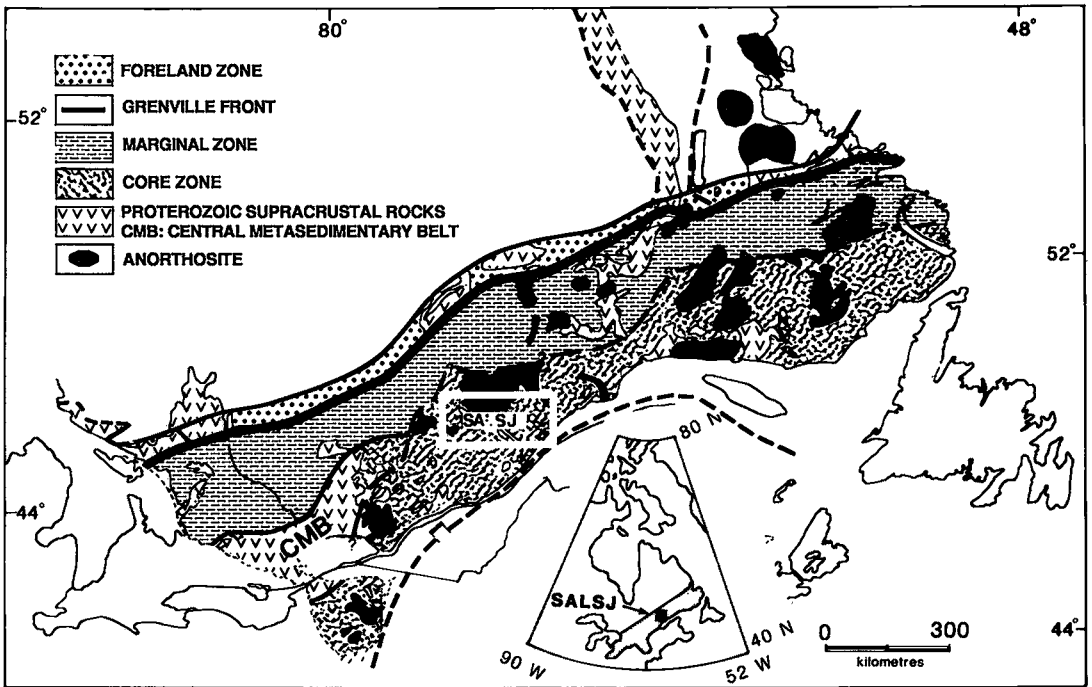 80°
48°
52°
FORELAND ZONE
GRENVILLE FRONT
MARGINAL ZONE
CORE ZONE
PROTEROZOIC SUPRACRUSTAL ROCKS
CMB: CENTRAL METASEDIMENTARY BELT
ANORTHOSITE
52°
SALSJ
80 N
44°
CMB
SALSJ
40 N
90 W
52 W
0 300
kilometres
44°